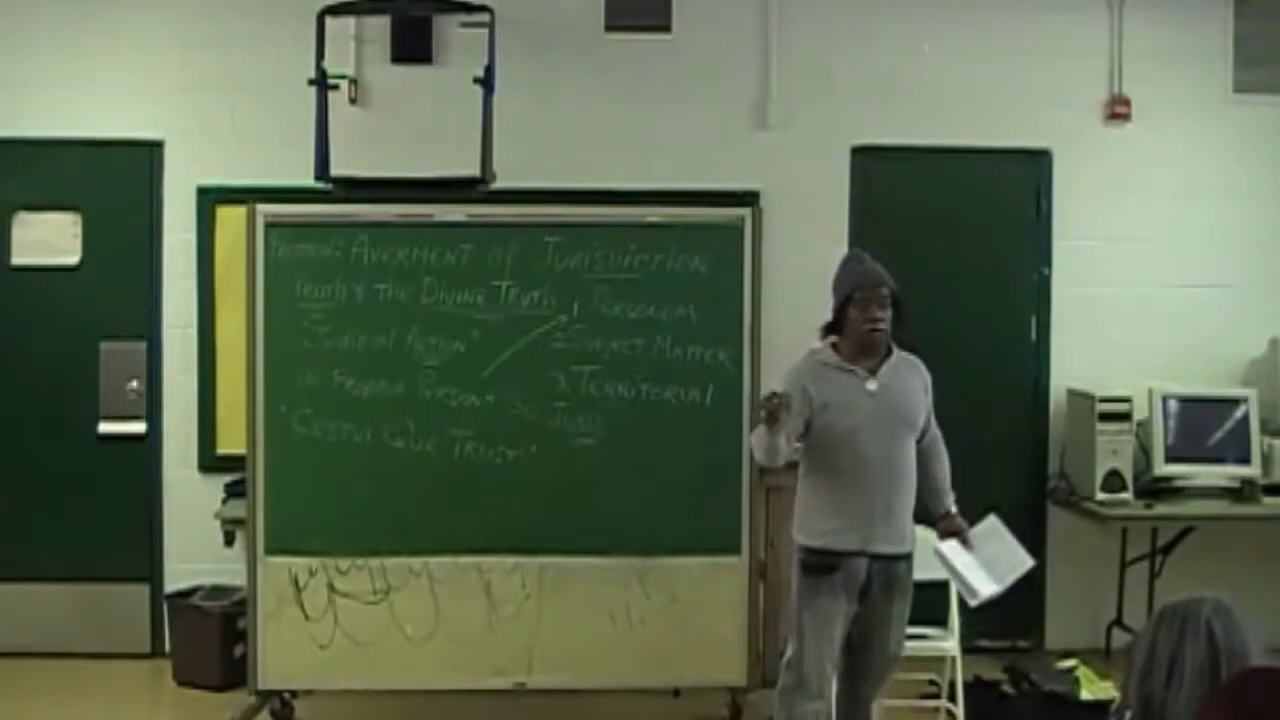 AVERMENT of JURISDICTION
TRUTH & THE DIVINE TRUTH
1 PERSONAM
JUDICIAL ACTION"
2 SUBJECT MATTER
IN PROPRIA PERSONA
3. TERRITORIAL
"CESTUI QUE TRUST"